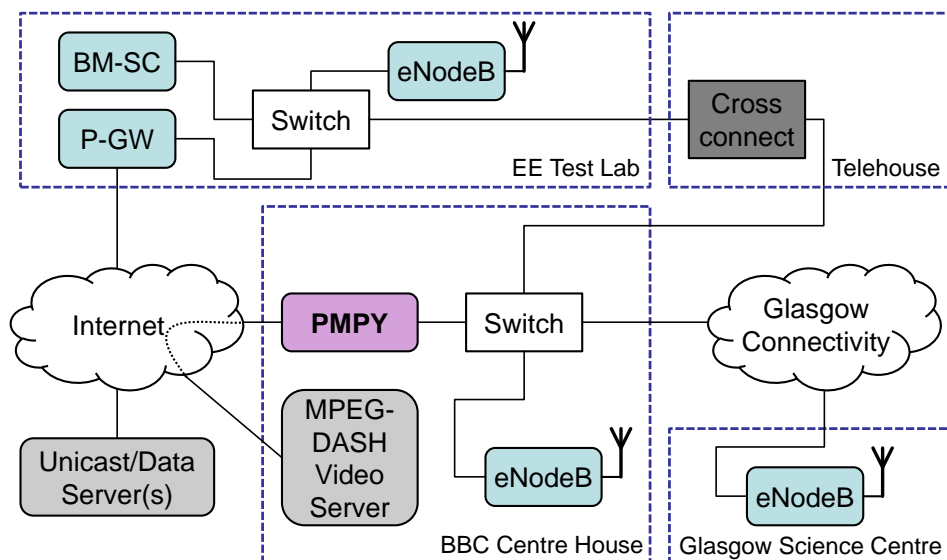 BM-SC
eNodeB
Switch
P-GW
EE Test Lab
Cross
connect
Telehouse
Internet
PMPY
Switch
Glasgow
Connectivity
MPEG-
DASH
Video
Server
Unicast/Data
Server(s)
eNodeB
BBC Centre House
eNodeB
Glasgow Science Centre